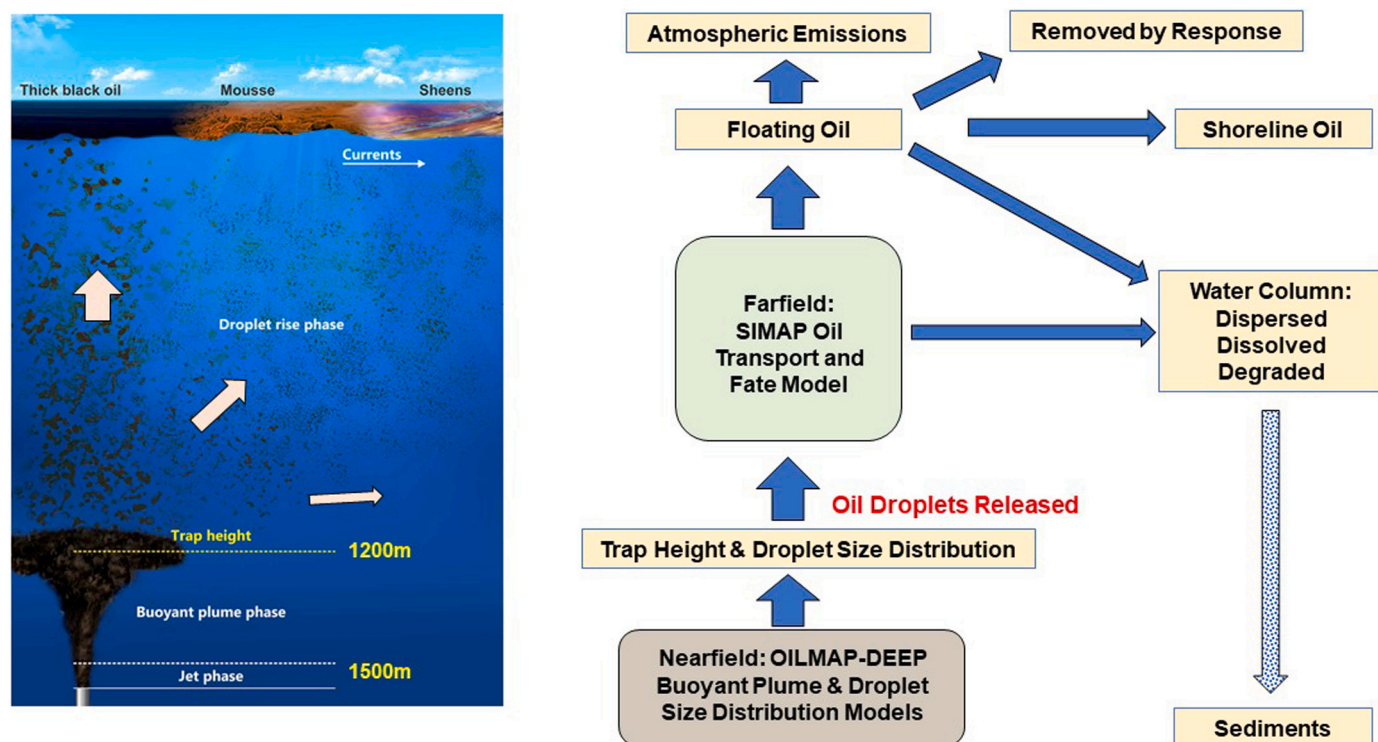 Thick black oil
Mousse
Sheens
Currents
Droplet rise phase
Trap height
1200m
Buoyant plume phase
1500m
Jet phase
Atmospheric Emissions
Removed by Response
Floating Oil
Shoreline Oil
Farfield:
SIMAP Oil
Transport and
Fate Model
Water Column:
Dispersed
Dissolved
Degraded
Oil Droplets Released
Trap Height & Droplet Size Distribution
Nearfield: OILMAP-DEEP
Buoyant Plume & Droplet
Size Distribution Models
Sediments